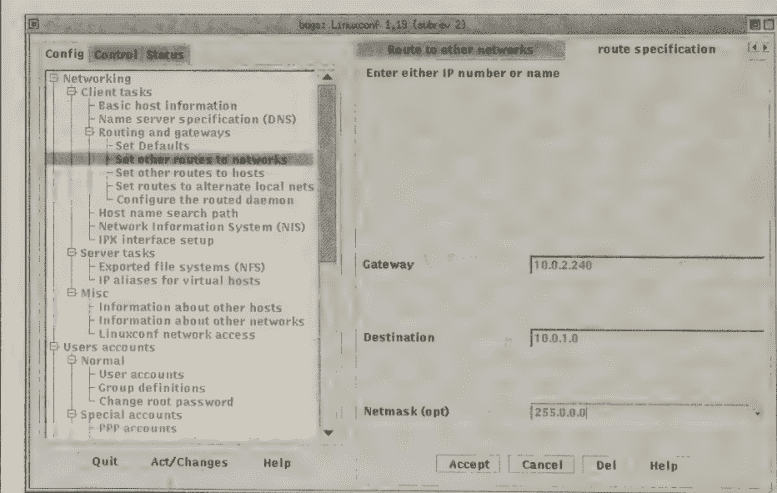 bogs: Linuxconf 1.19 (subrev 2)
Config Control Status
Networking
Client tasks
Basic host information
Name server specification (DNS)
Routing and gateways
Set Defaults
Set other routes to networks
Set other routes to hosts
Set routes to alternate local nets
Configure the routed daemon
Host name search path
Network Information System (NIS)
IPX interface setup
Server tasks
Exported file systems (NFS)
IP aliases for virtual hosts
Misc
Information about other hosts
Information about other networks
Linuxconf network access
Users accounts
Normal
User accounts
Group definitions
Change root password
Special accounts
PPP accounts
Quit Act/Changes Help
Route to other networks route specification
Enter either IP number or name
Gateway 10.0.2.240
Destination 10.0.1.0
Netmask (opt) 255.0.0.0
Accept Cancel Del Help